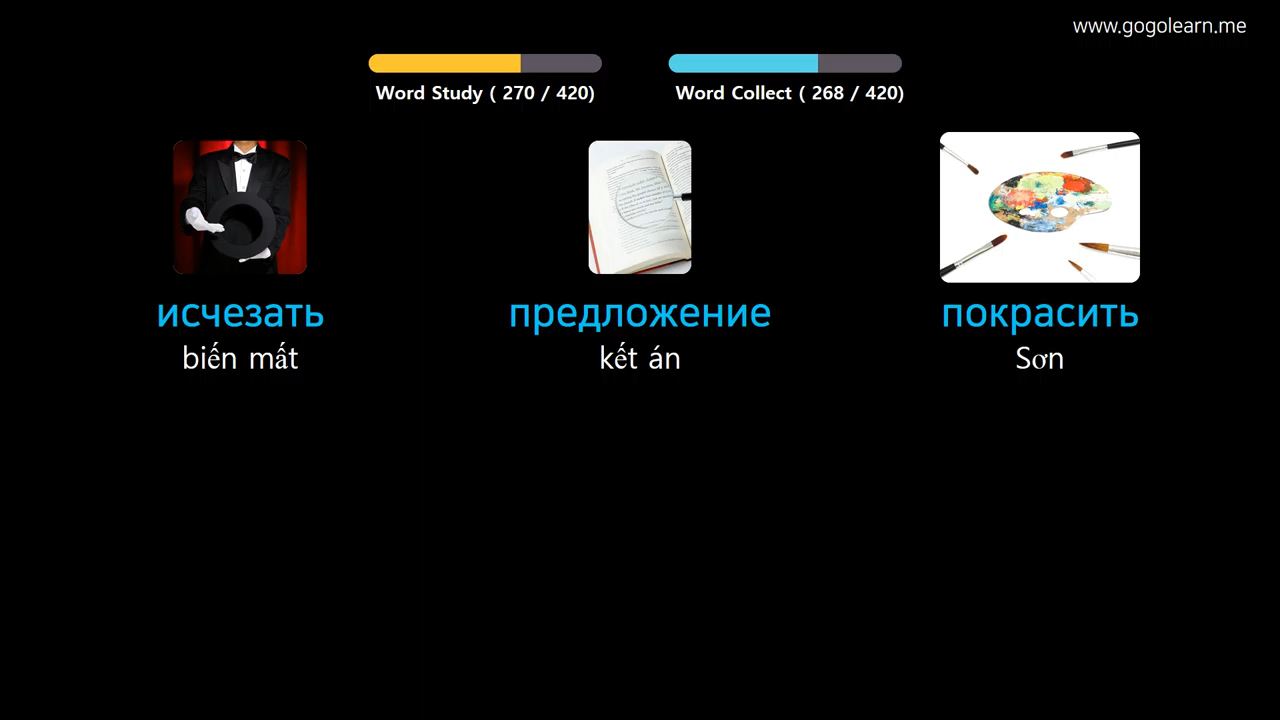 www.gogolearn.me
Word Study ( 270 / 420)
Word Collect ( 268 / 420)
исчезать
предложение
покрасить
biến mất
kết án
Sơn